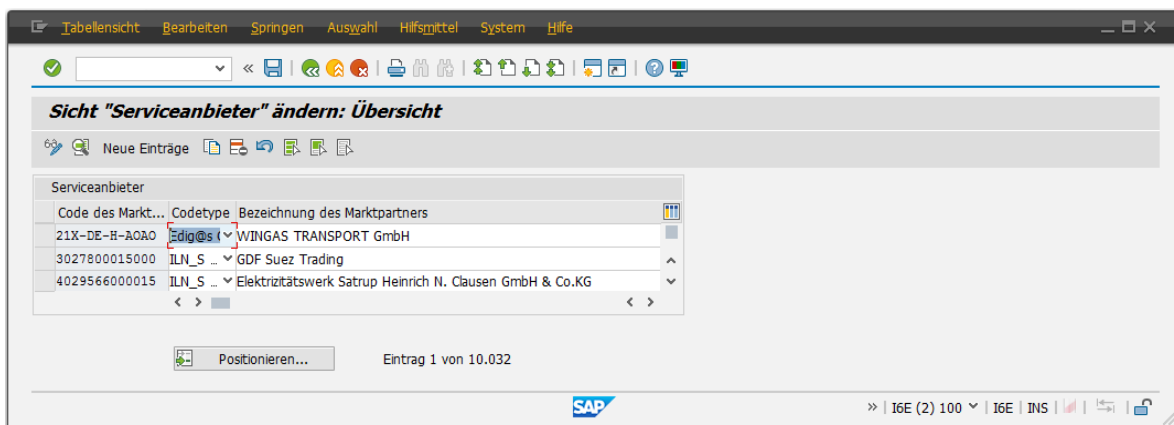 Tabellensicht Bearbeiten Springen Auswahl Hilfsmittel System Hilfe
Sicht "Serviceanbieter" ändern: Übersicht
Neue Einträge
Serviceanbieter
Code des Markt... Codetype Bezeichnung des Marktpartners
21X-DE-H-A0A0 Edig@s ( WINGAS TRANSPORT GmbH
3027800015000 ILN_S … GDF Suez Trading
4029566000015 ILN_S … Elektrizitätswerk Satrup Heinrich N. Clausen GmbH & Co.KG
Positionieren... Eintrag 1 von 10.032
SAP » | I6E (2) 100 | I6E | INS